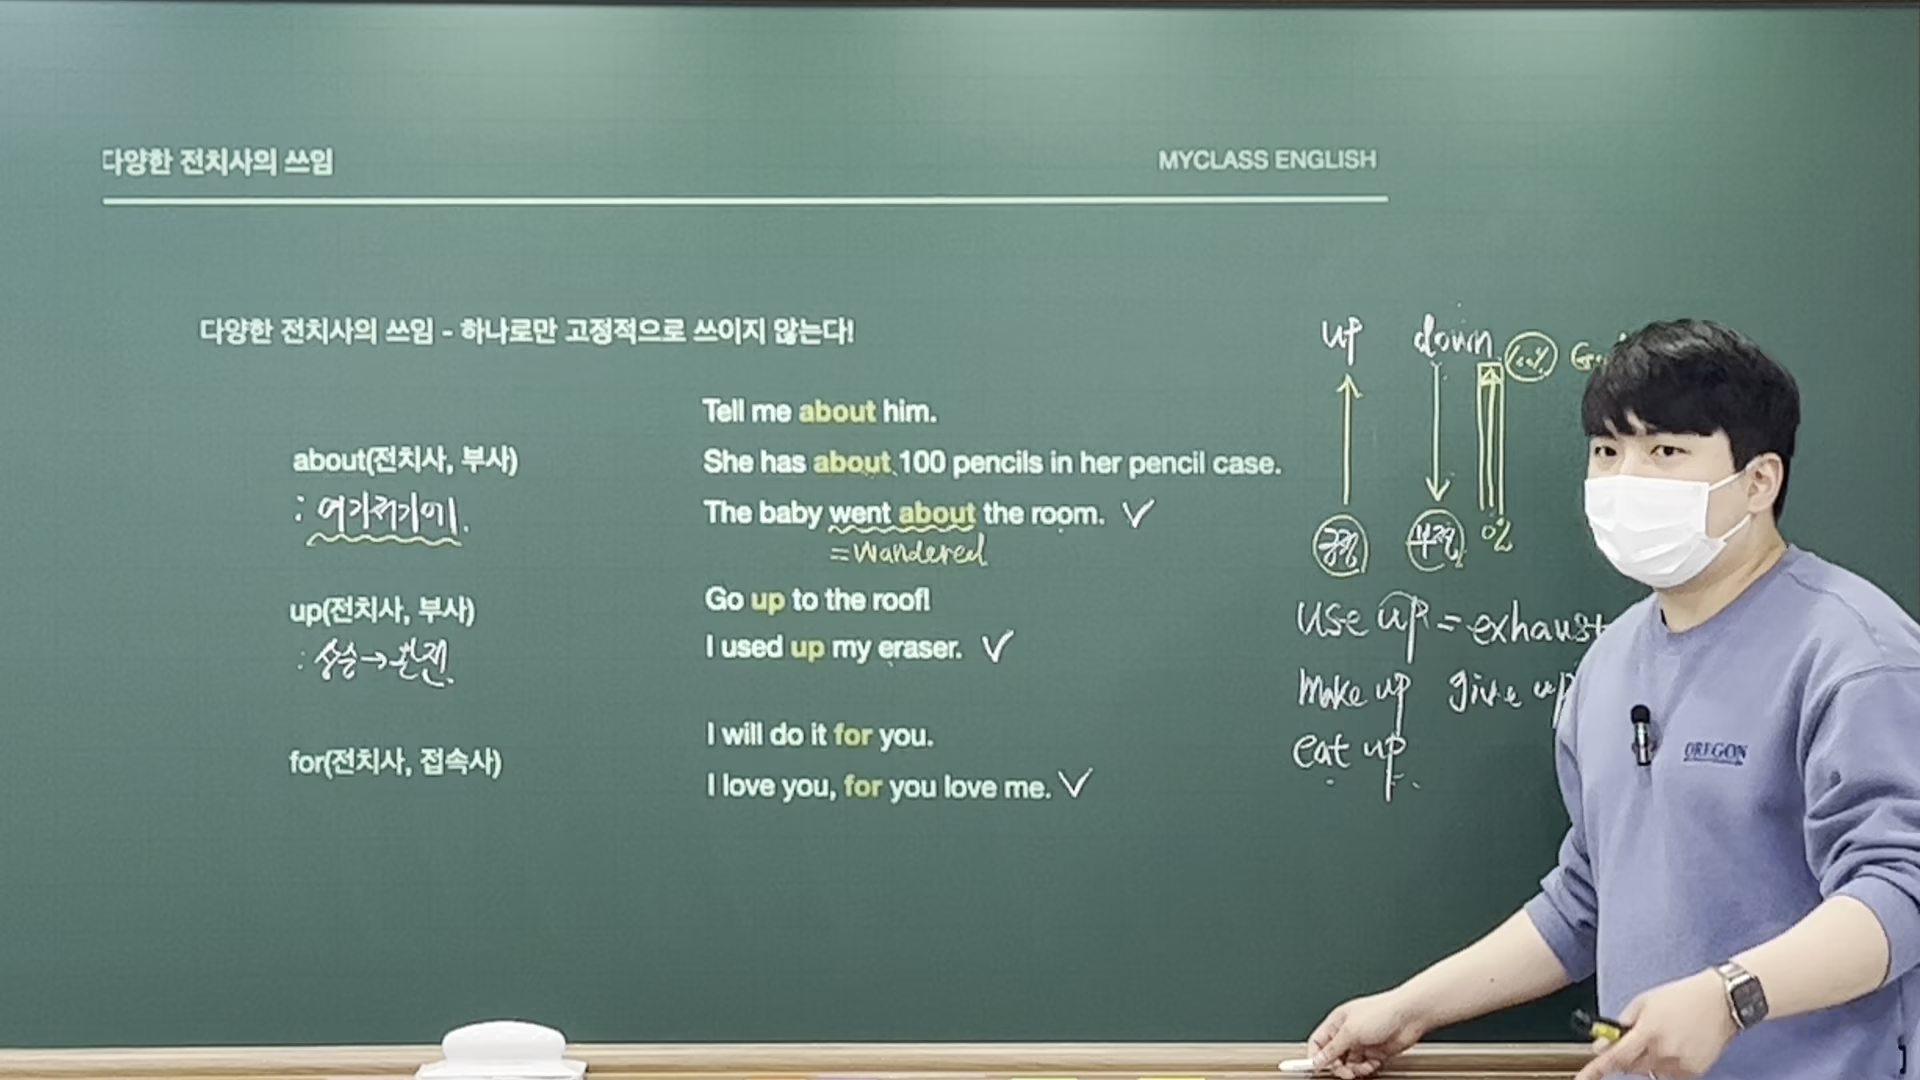 다양한 전치사의 쓰임
MYCLASS ENGLISH
다양한 전치사의 쓰임 - 하나로만 고정적으로 쓰이지 않는다!
about(전치사, 부사)
: 여기저기에.
Tell me about him.
She has about 100 pencils in her pencil case.
The baby went about the room. ✓
= wandered
up(전치사, 부사)
: 상승→완전.
Go up to the roof!
I used up my eraser. ✓
for(전치사, 접속사)
I will do it for you.
I love you, for you love me. ✓
up down 100%
긍정 부정 0%
use up = exhaust
make up give up
eat up
OREGON